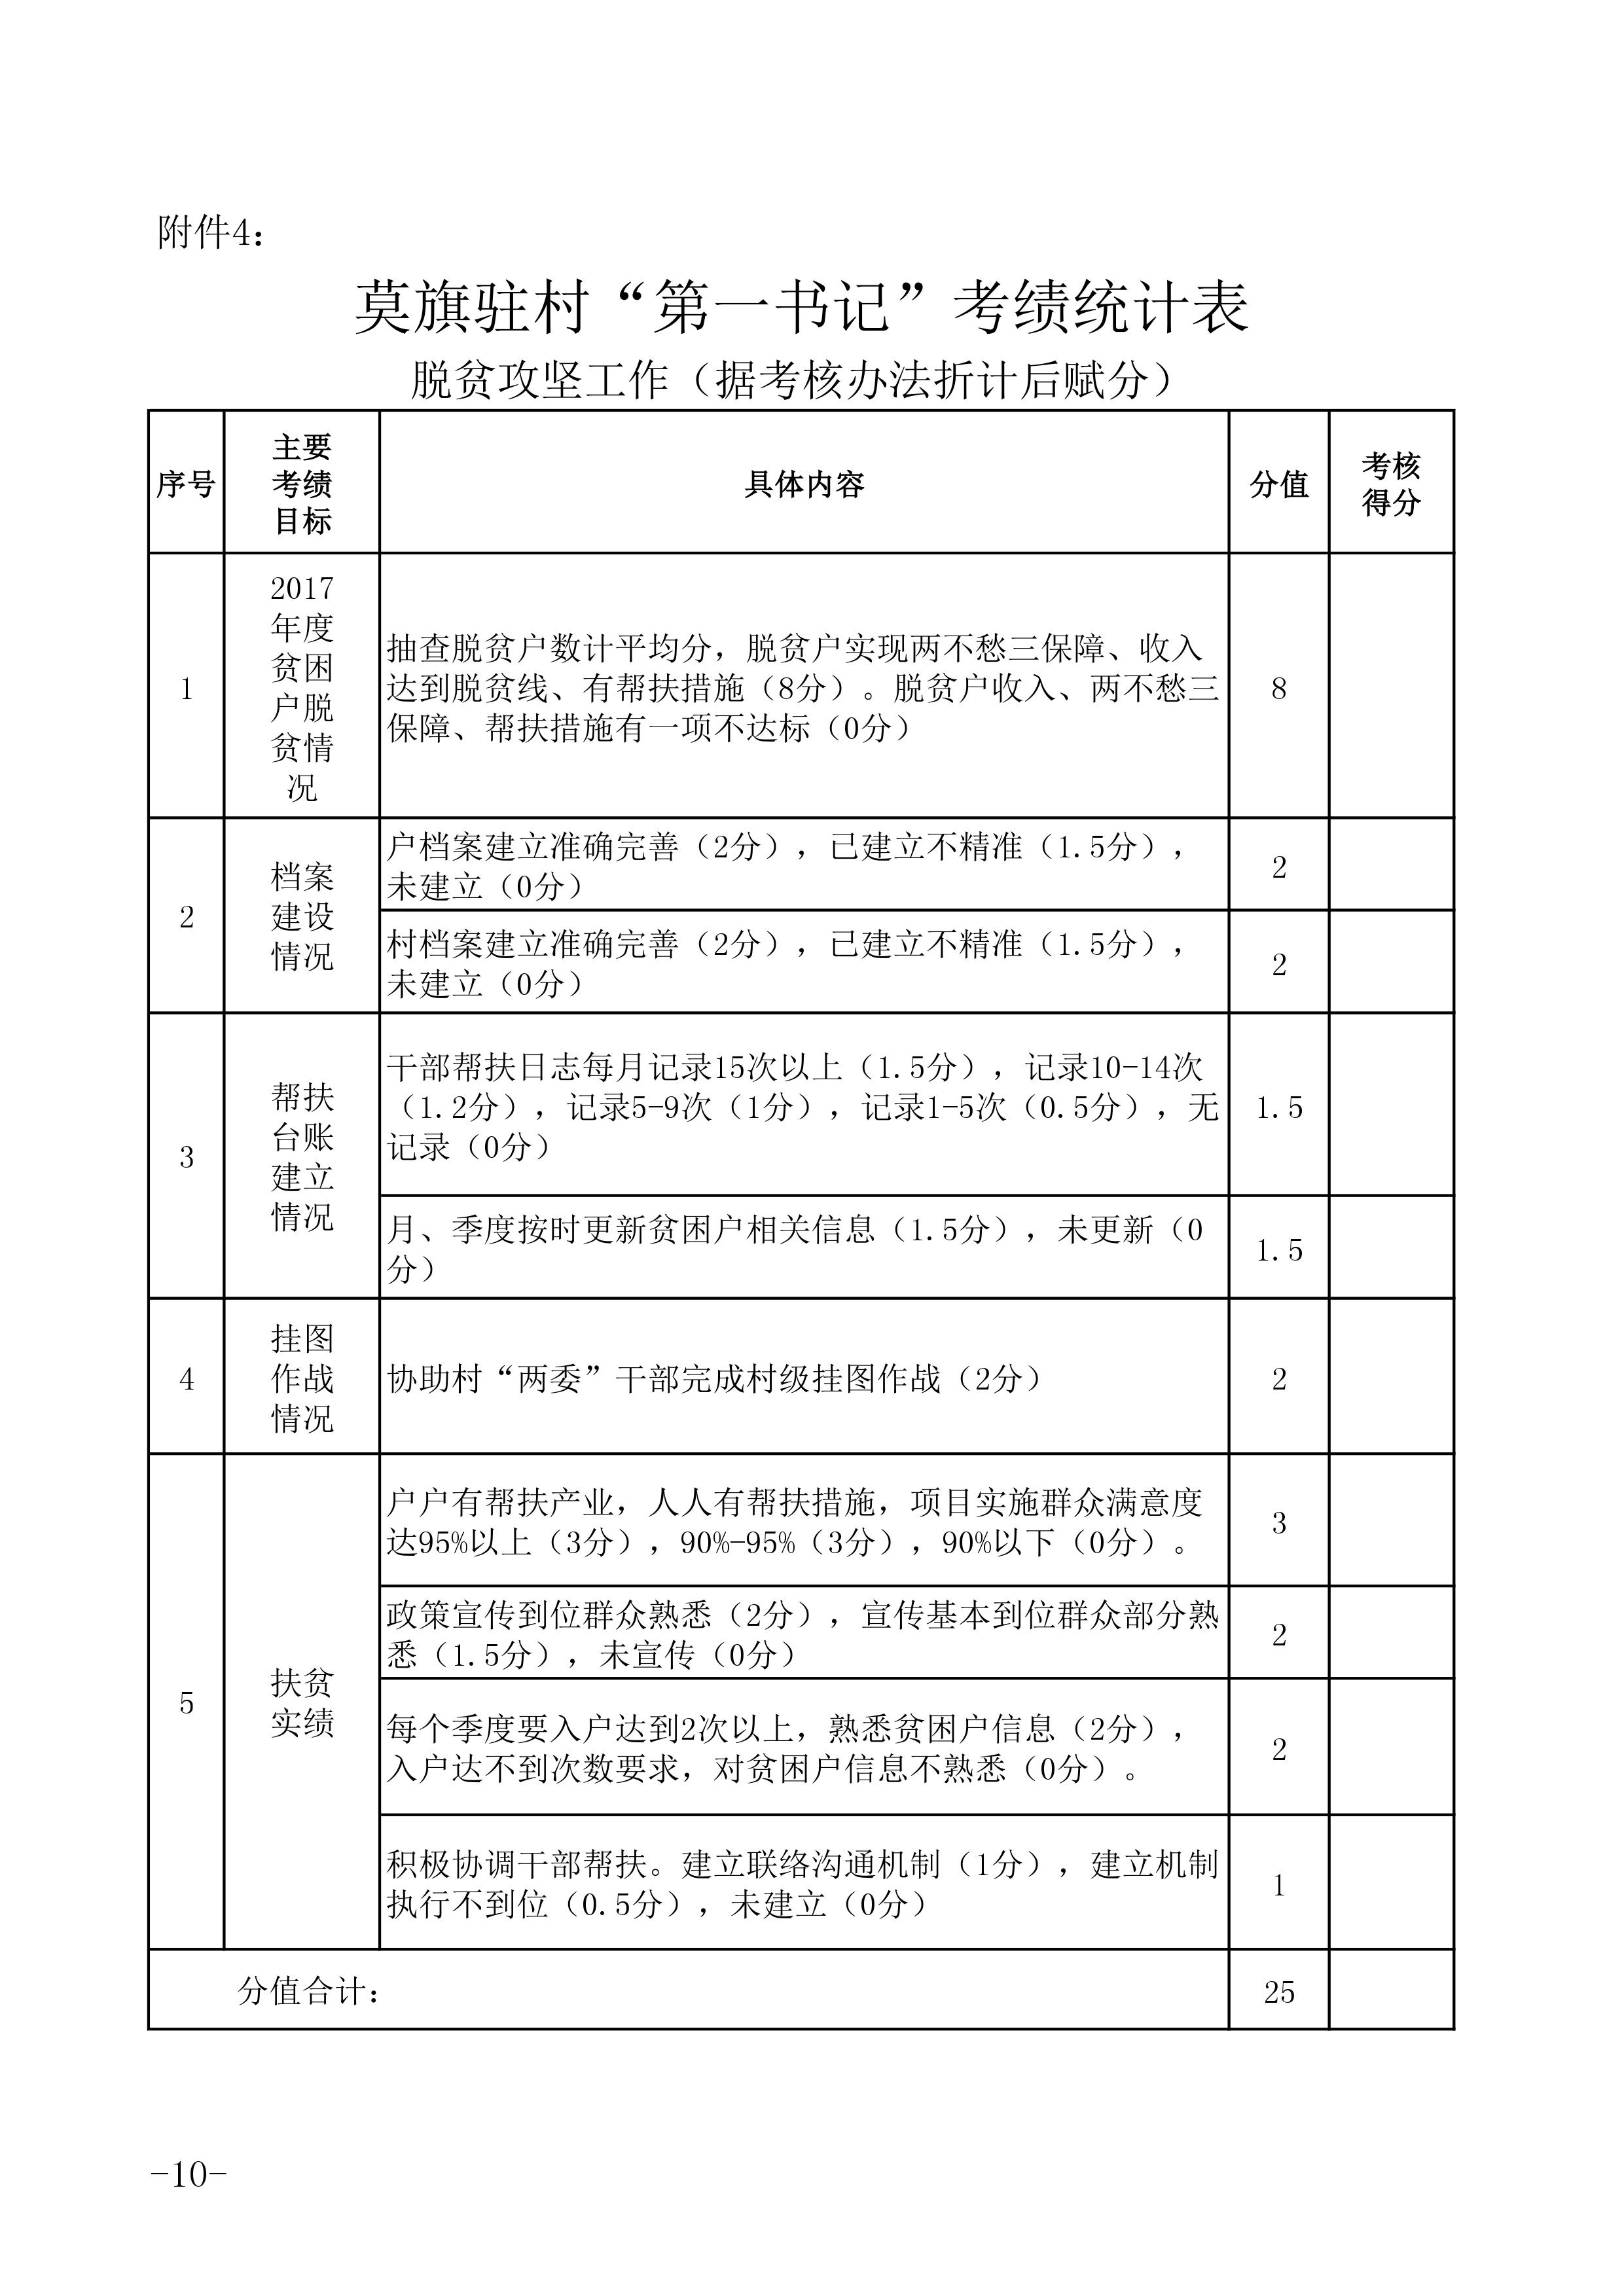 附件4：
莫旗驻村“第一书记”考绩统计表
脱贫攻坚工作（据考核办法折计后赋分）
序号
主要
考绩
目标
具体内容
分值
考核
得分
1
2017
年度
贫困
户脱
贫情
况
抽查脱贫户数计平均分，脱贫户实现两不愁三保障、收入
达到脱贫线、有帮扶措施（8分）。脱贫户收入、两不愁三
保障、帮扶措施有一项不达标（0分）
8
2
档案
建设
情况
户档案建立准确完善（2分），已建立不精准（1.5分），
未建立（0分）
2
村档案建立准确完善（2分），已建立不精准（1.5分），
未建立（0分）
2
3
帮扶
台账
建立
情况
干部帮扶日志每月记录15次以上（1.5分），记录10-14次
（1.2分），记录5-9次（1分），记录1-5次（0.5分），无
记录（0分）
1.5
月、季度按时更新贫困户相关信息（1.5分），未更新（0
分）
1.5
4
挂图
作战
情况
协助村“两委”干部完成村级挂图作战（2分）
2
5
扶贫
实绩
户户有帮扶产业，人人有帮扶措施，项目实施群众满意度
达95%以上（3分），90%-95%（3分），90%以下（0分）。
3
政策宣传到位群众熟悉（2分），宣传基本到位群众部分熟
悉（1.5分），未宣传（0分）
2
每个季度要入户达到2次以上，熟悉贫困户信息（2分），
入户达不到次数要求，对贫困户信息不熟悉（0分）。
2
积极协调干部帮扶。建立联络沟通机制（1分），建立机制
执行不到位（0.5分），未建立（0分）
1
分值合计：
25
-10-